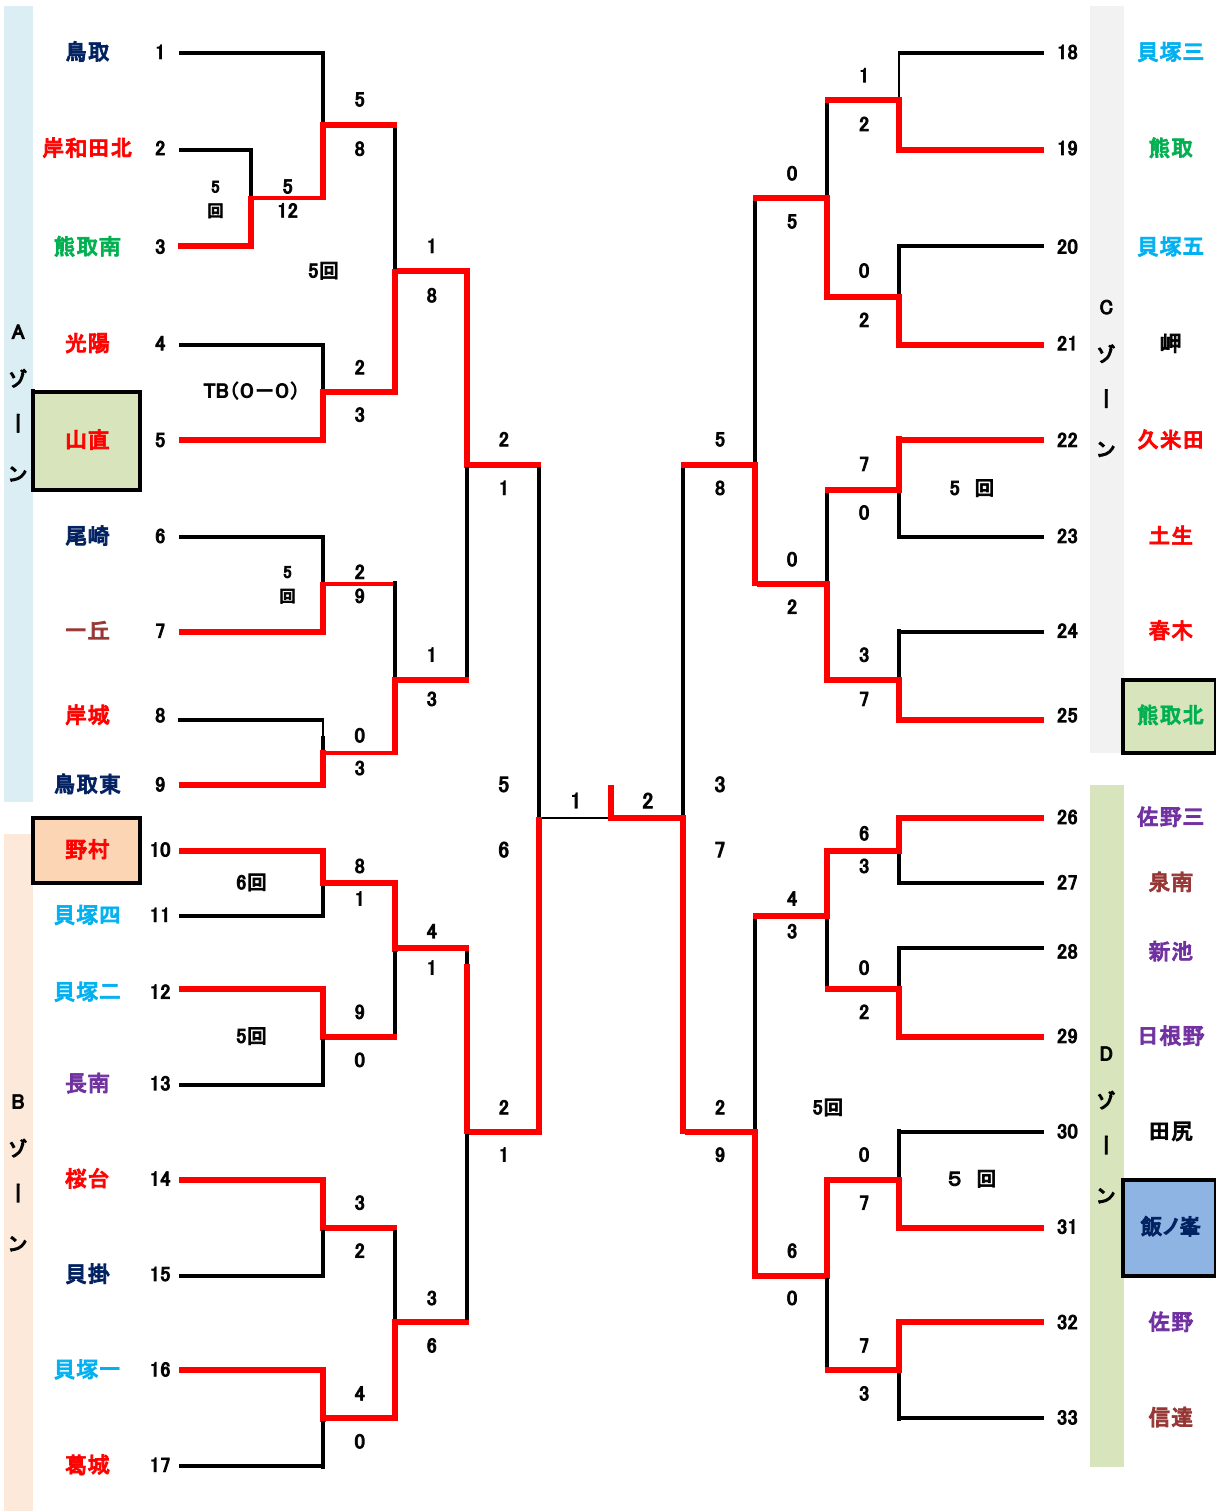 Aゾーン
鳥取 1
岸和田北 2
熊取南 3
光陽 4
山直 5
尾崎 6
一丘 7
岸城 8
鳥取東 9
5
8
5
回
5
12
5回
1
8
TB(0ー0)
2
3
2
1
5
回
2
9
1
3
0
3
5
6
1
Bゾーン
野村 10
貝塚四 11
貝塚二 12
長南 13
桜台 14
貝掛 15
貝塚一 16
葛城 17
6回
8
1
4
1
5回
9
0
2
1
3
2
3
6
4
0
Cゾーン
18 貝塚三
19 熊取
20 貝塚五
21 岬
22 久米田
23 土生
24 春木
25 熊取北
1
2
0
5
0
2
5
8
7
0
5 回
0
2
3
7
2
3
7
Dゾーン
26 佐野三
27 泉南
28 新池
29 日根野
30 田尻
31 飯ノ峯
32 佐野
33 信達
6
3
4
3
0
2
5回
2
9
0
7
5 回
6
0
7
3